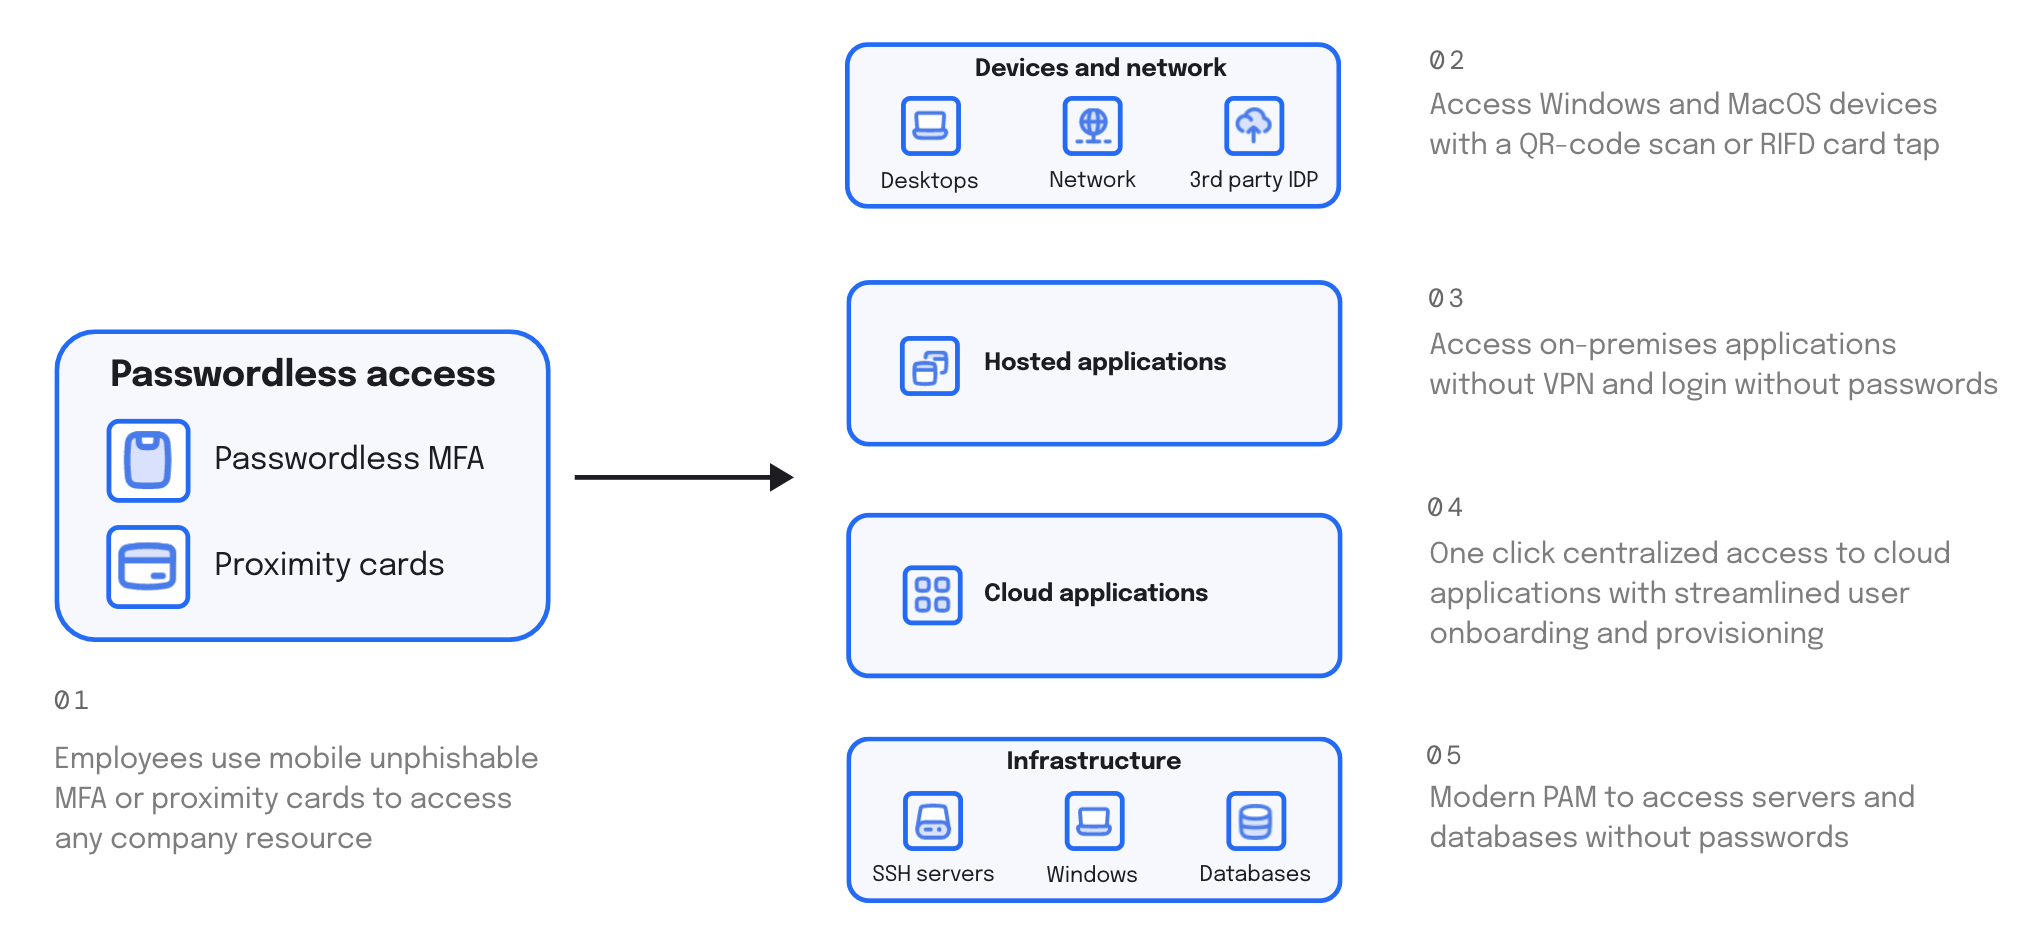 Passwordless access
Passwordless MFA
Proximity cards
01
Employees use mobile unphishable
MFA or proximity cards to access
any company resource
Devices and network
Desktops
Network
3rd party IDP
02
Access Windows and MacOS devices
with a QR-code scan or RIFD card tap
Hosted applications
03
Access on-premises applications
without VPN and login without passwords
Cloud applications
04
One click centralized access to cloud
applications with streamlined user
onboarding and provisioning
Infrastructure
SSH servers
Windows
Databases
05
Modern PAM to access servers and
databases without passwords